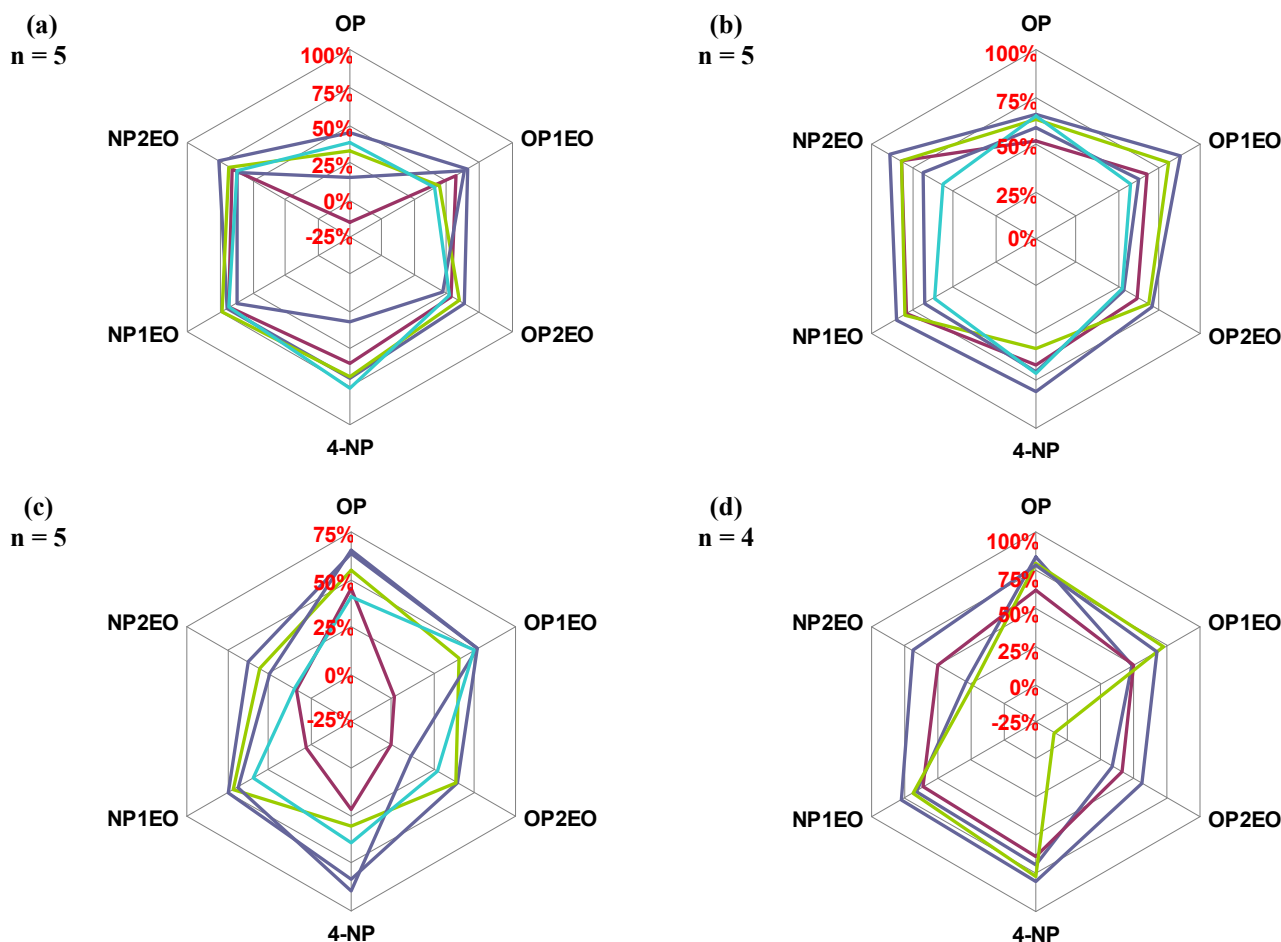 (a)
n = 5
OP
100%
75%
50%
25%
0%
-25%
OP1EO
OP2EO
4-NP
NP1EO
NP2EO
(b)
n = 5
OP
100%
75%
50%
25%
0%
OP1EO
OP2EO
4-NP
NP1EO
NP2EO
(c)
n = 5
OP
75%
50%
25%
0%
-25%
OP1EO
OP2EO
4-NP
NP1EO
NP2EO
(d)
n = 4
OP
100%
75%
50%
25%
0%
-25%
OP1EO
OP2EO
4-NP
NP1EO
NP2EO